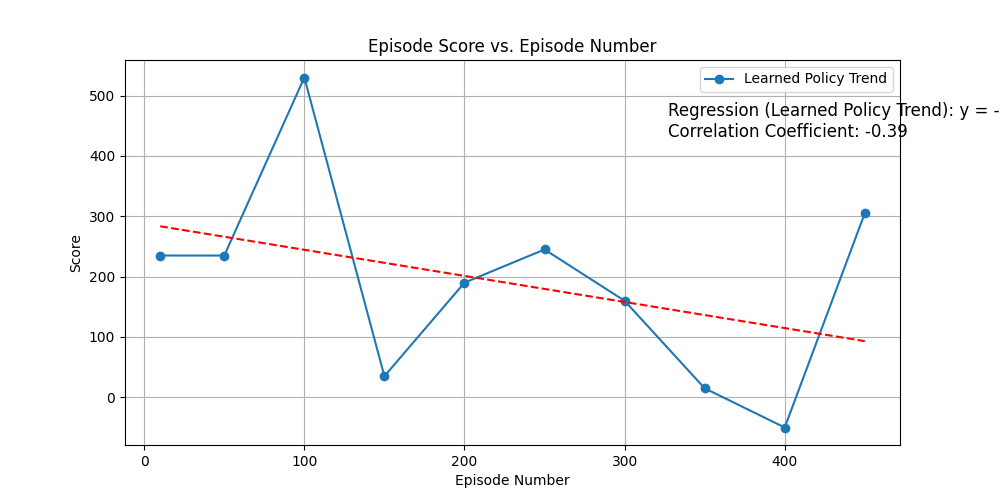 Episode Score vs. Episode Number
Learned Policy Trend
Regression (Learned Policy Trend): y = -
Correlation Coefficient: -0.39
Score
500
400
300
200
100
0
0 100 200 300 400
Episode Number